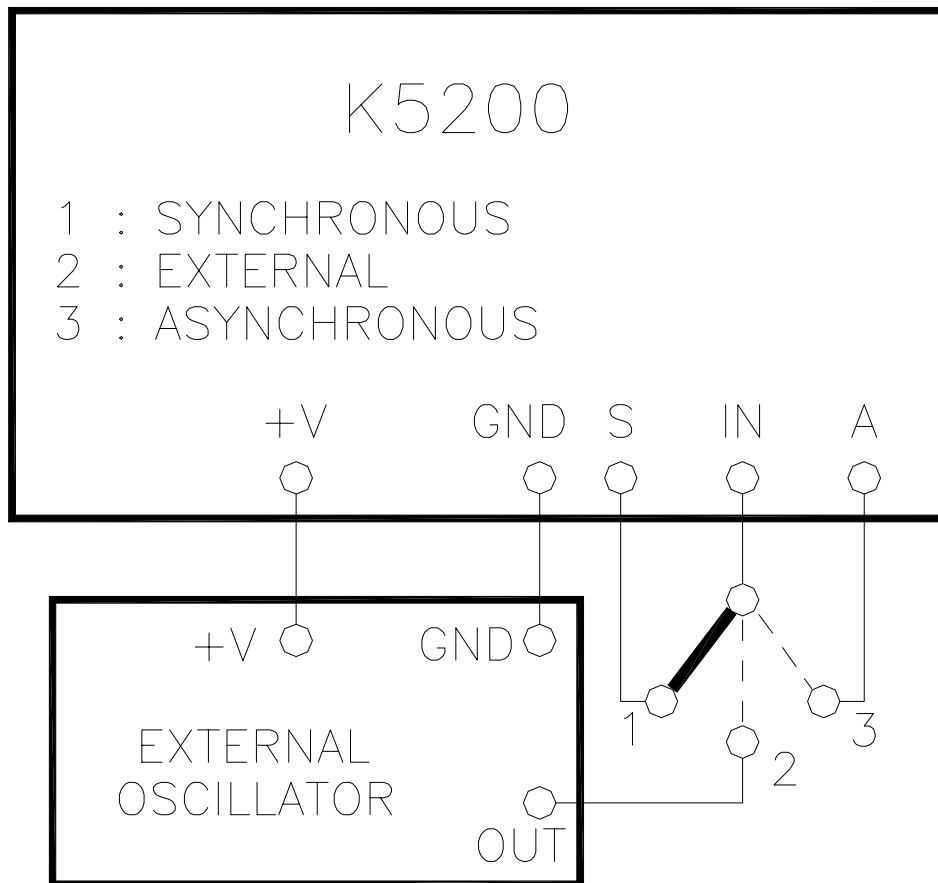 K5200
1 : SYNCHRONOUS
2 : EXTERNAL
3 : ASYNCHRONOUS
+V GND S IN A
+V GND
1 2 3
EXTERNAL
OSCILLATOR
OUT